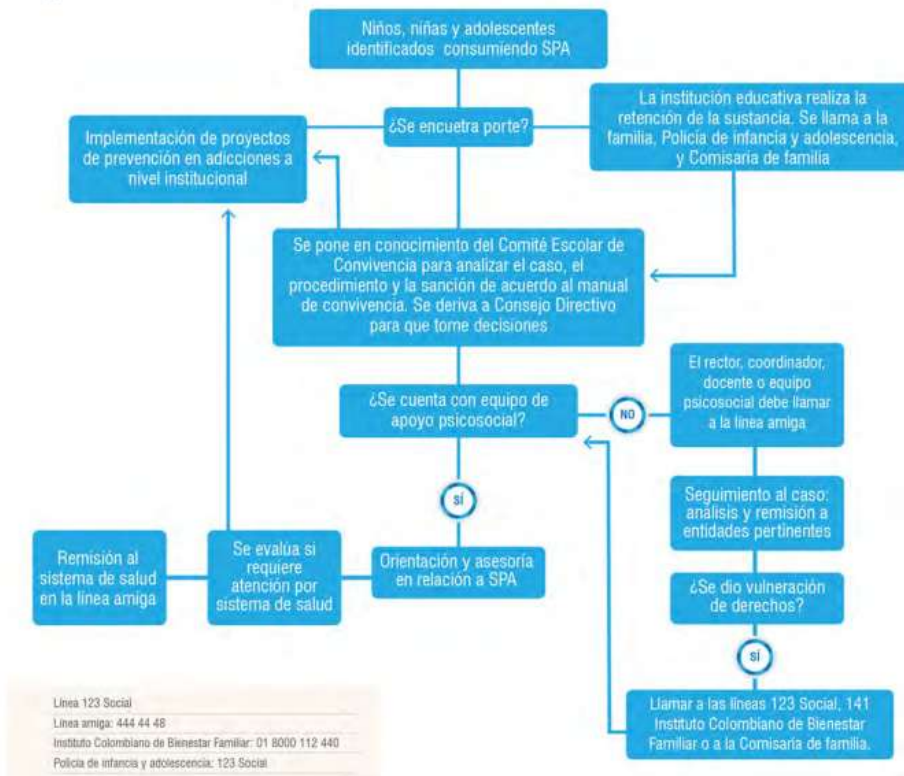 Niños, niñas y adolescentes
identificados consumiendo SPA
¿Se encuetra porte?
Implementación de proyectos
de prevención en adicciones a
nivel institucional
La institución educativa realiza la
retención de la sustancia. Se llama a la
familia, Policia de infancia y adolescencia,
y Comisaría de familia
Se pone en conocimiento del Comité Escolar de
Convivencia para analizar el caso, el
procedimiento y la sanción de acuerdo al manual
de convivencia. Se deriva a Consejo Directivo
para que tome decisiones
¿Se cuenta con equipo de
apoyo psicosocial?
NO
El rector, coordinador,
docente o equipo
psicosocial debe llamar
a la línea amiga
SÍ
Seguimiento al caso:
análisis y remisión a
entidades pertinentes
Remisión al
sistema de salud
en la línea amiga
Se evalúa si
requiere
atención por
sistema de salud
Orientación y asesoría
en relación a SPA
¿Se dio vulneración
de derechos?
SÍ
Llamar a las líneas 123 Social, 141
Instituto Colombiano de Bienestar
Familiar o a la Comisaría de familia.
Línea 123 Social
Línea amiga: 444 44 48
Instituto Colombiano de Bienestar Familiar: 01 8000 112 440
Policía de infancia y adolescencia: 123 Social